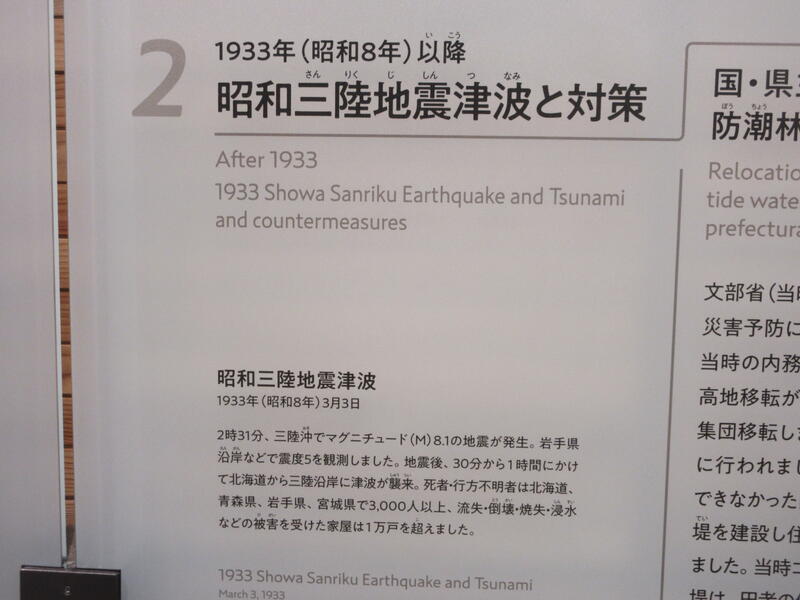 2
1933年（昭和8年）以降
昭和三陸地震津波と対策
After 1933
1933 Showa Sanriku Earthquake and Tsunami
and countermeasures
昭和三陸地震津波
1933年（昭和8年）3月3日
2時31分、三陸沖でマグニチュード（M）8.1の地震が発生。岩手県
沿岸などで震度5を観測しました。地震後、30分から1時間にかけ
て北海道から三陸沿岸に津波が襲来。死者・行方不明者は北海道、
青森県、岩手県、宮城県で3,000人以上、流失・倒壊・焼失・浸水
などの被害を受けた家屋は1万戸を超えました。
1933 Showa Sanriku Earthquake and Tsunami
March 3, 1933
国・県
防潮林
Relocatio
tide wate
prefectura
文部省（当
災害予防に
当時の内務
高地移転が
集団移転し
に行われまし
できなかった
堤を建設し住
ました。当時
場は、田老の